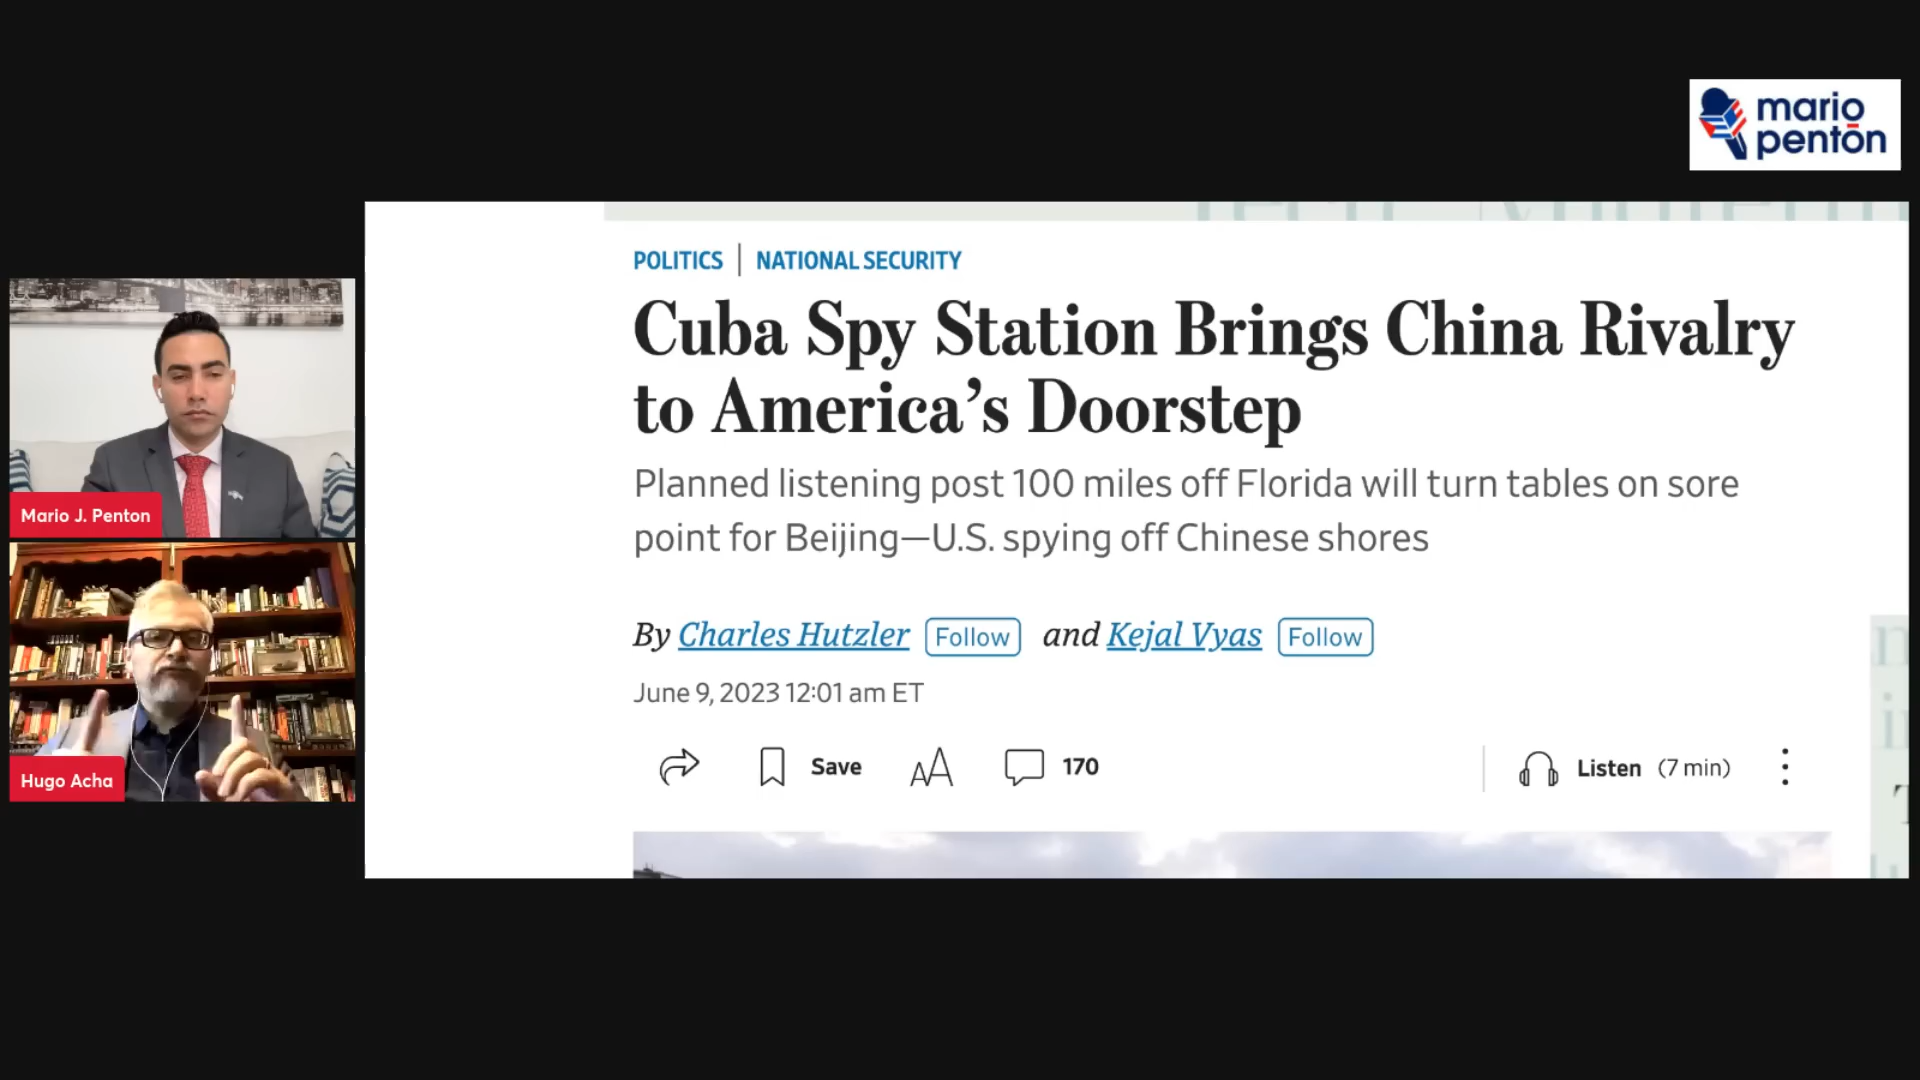 mario
pentón
POLITICS | NATIONAL SECURITY
Cuba Spy Station Brings China Rivalry
to America’s Doorstep
Planned listening post 100 miles off Florida will turn tables on sore
point for Beijing—U.S. spying off Chinese shores
By Charles Hutzler Follow and Kejal Vyas Follow
June 9, 2023 12:01 am ET
Save AA 170 Listen (7 min)
Mario J. Penton
Hugo Acha